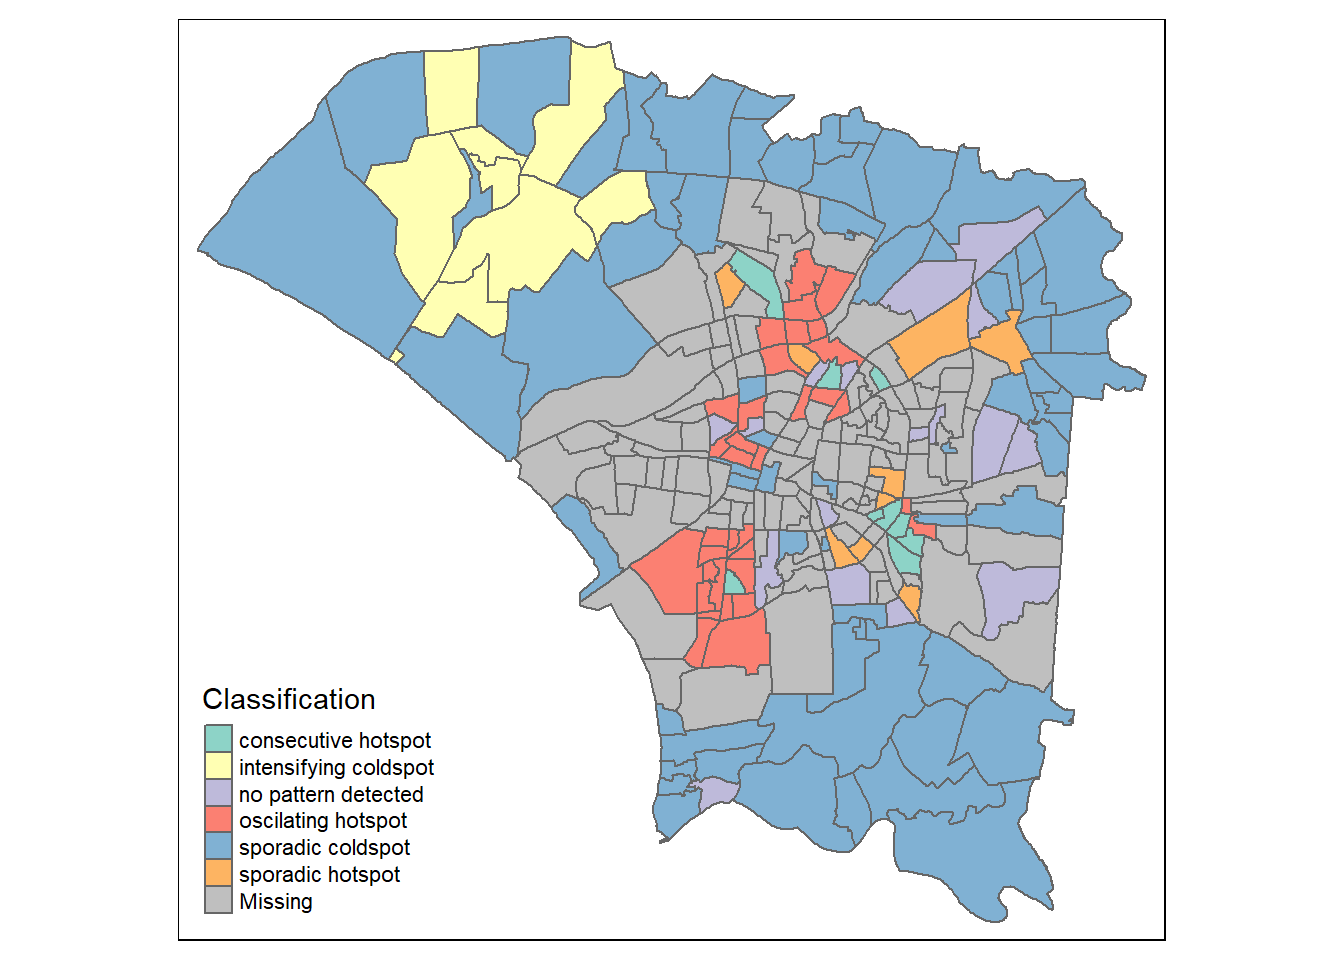 Classification
consecutive hotspot
intensifying coldspot
no pattern detected
oscilating hotspot
sporadic coldspot
sporadic hotspot
Missing